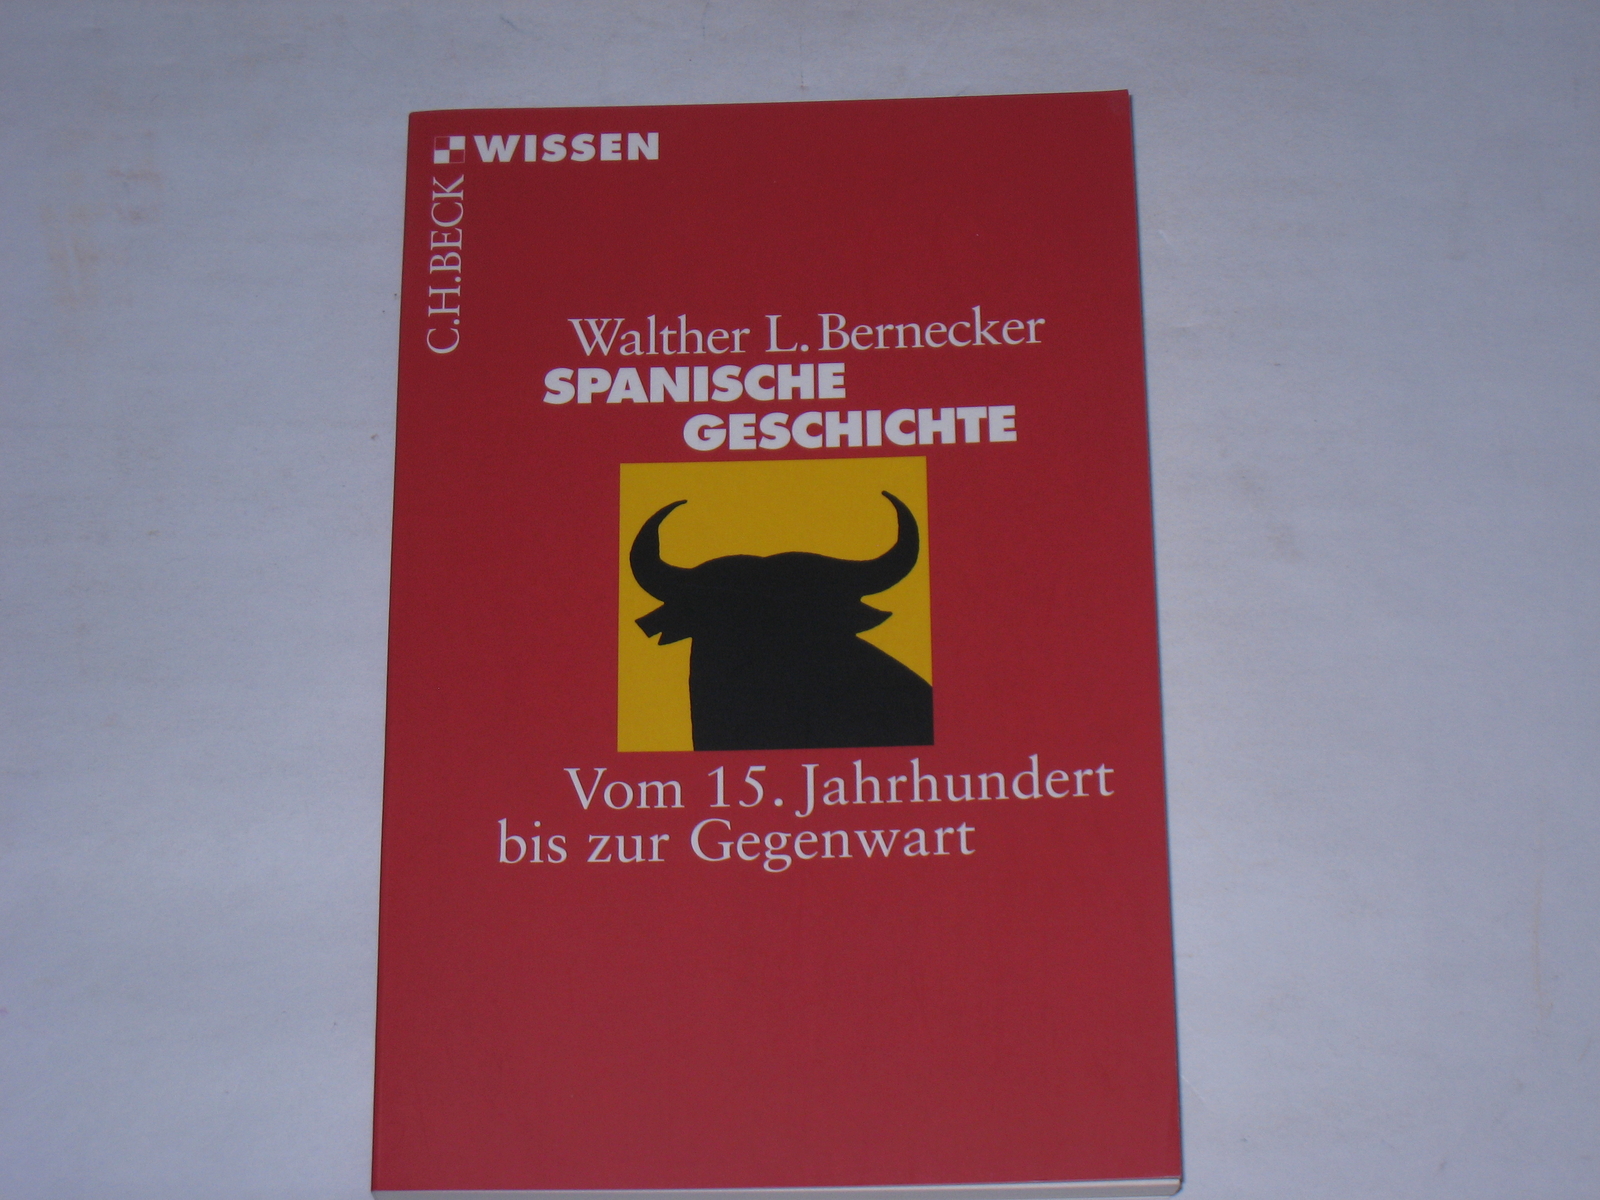 WISSEN
C.H.BECK
Walther L. Bernecker
SPANISCHE
GESCHICHTE
Vom 15. Jahrhundert
bis zur Gegenwart